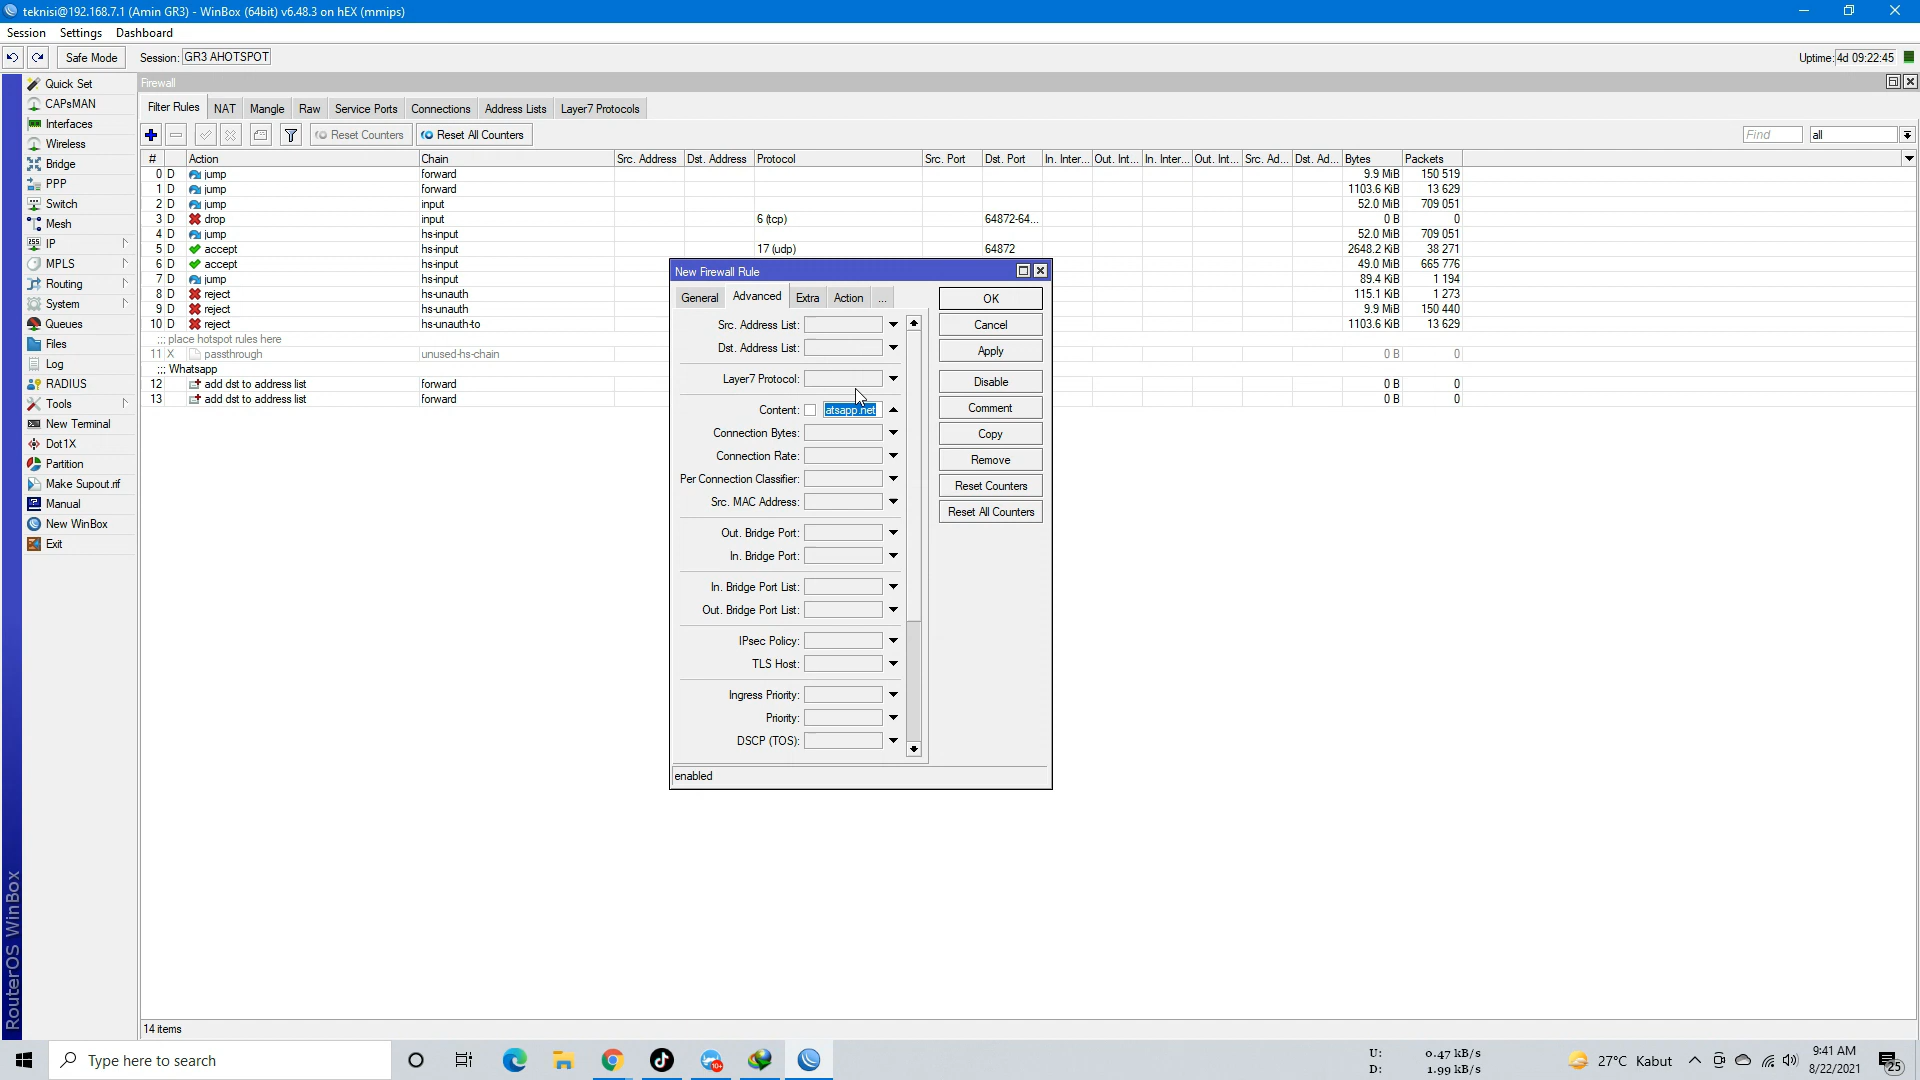 teknisi@192.168.7.1 (Amin GR3) - WinBox (64bit) v6.48.3 on hEX (mmips)
Session Settings Dashboard
Safe Mode Session: GR3 AHOTSPOT Uptime: 4d 09:22:45
Quick Set
CAPsMAN
Interfaces
Wireless
Bridge
PPP
Switch
Mesh
IP
MPLS
Routing
System
Queues
Files
Log
RADIUS
Tools
New Terminal
Dot1X
Partition
Make Supout.rif
Manual
New WinBox
Exit
RouterOS WinBox
Firewall
Filter Rules NAT Mangle Raw Service Ports Connections Address Lists Layer7 Protocols
Reset Counters Reset All Counters Find all
# Action Chain Src. Address Dst. Address Protocol Src. Port Dst. Port In. Inter... Out. Int... In. Inter... Out. Int... Src. Ad... Dst. Ad... Bytes Packets
0 D jump forward 9.9 MiB 150 519
1 D jump forward 1103.6 KiB 13 629
2 D jump input 52.0 MiB 709 051
3 D drop input 6 (tcp) 64872-64... 0 B 0
4 D jump hs-input 52.0 MiB 709 051
5 D accept hs-input 17 (udp) 64872 2648.2 KiB 38 271
6 D accept hs-input 49.0 MiB 665 776
7 D jump hs-input 89.4 KiB 1 194
8 D reject hs-unauth 115.1 KiB 1 273
9 D reject hs-unauth 9.9 MiB 150 440
10 D reject hs-unauth-to 1103.6 KiB 13 629
;;; place hotspot rules here
11 X passthrough unused-hs-chain 0 B 0
;;; Whatsapp
12 add dst to address list forward 0 B 0
13 add dst to address list forward 0 B 0
14 items
New Firewall Rule
General Advanced Extra Action ...
Src. Address List:
Dst. Address List:
Layer7 Protocol:
Content: atsapp.net
Connection Bytes:
Connection Rate:
Per Connection Classifier:
Src. MAC Address:
Out. Bridge Port:
In. Bridge Port:
In. Bridge Port List:
Out. Bridge Port List:
IPsec Policy:
TLS Host:
Ingress Priority:
Priority:
DSCP (TOS):
enabled
OK
Cancel
Apply
Disable
Comment
Copy
Remove
Reset Counters
Reset All Counters
Type here to search
10+
U: 0.47 kB/s
D: 1.99 kB/s
27°C Kabut
9:41 AM
8/22/2021
25